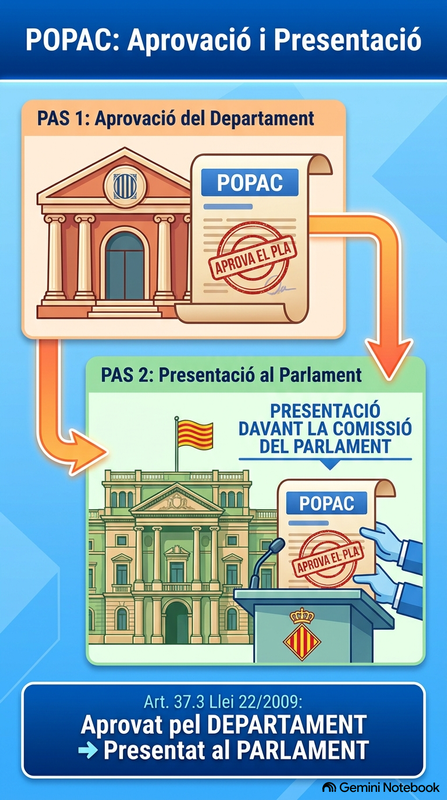 POPAC: Aprovació i Presentació
PAS 1: Aprovació del Departament
POPAC
APROVA EL PLA
PAS 2: Presentació al Parlament
PRESENTACIÓ
DAVANT LA COMISSIÓ
DEL PARLAMENT
POPAC
APROVA EL PLA
Art. 37.3 Llei 22/2009:
Aprovat pel DEPARTAMENT
➔ Presentat al PARLAMENT
Gemini Notebook